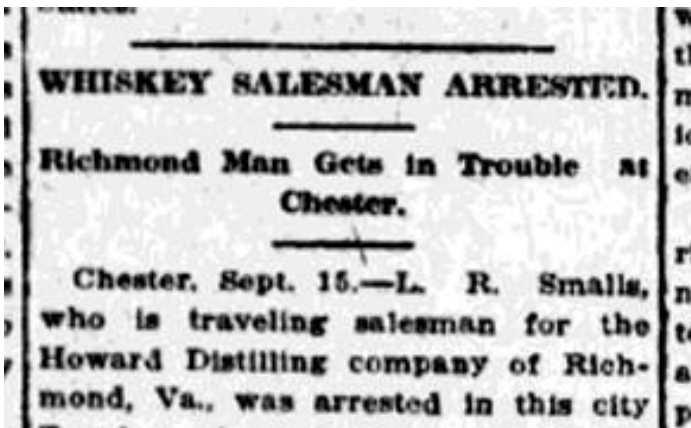 WHISKEY SALESMAN ARRESTED.
Richmond Man Gets in Trouble at
Chester.
Chester, Sept. 15.—L. R. Smalls,
who is traveling salesman for the
Howard Distilling company of Rich-
mond, Va., was arrested in this city